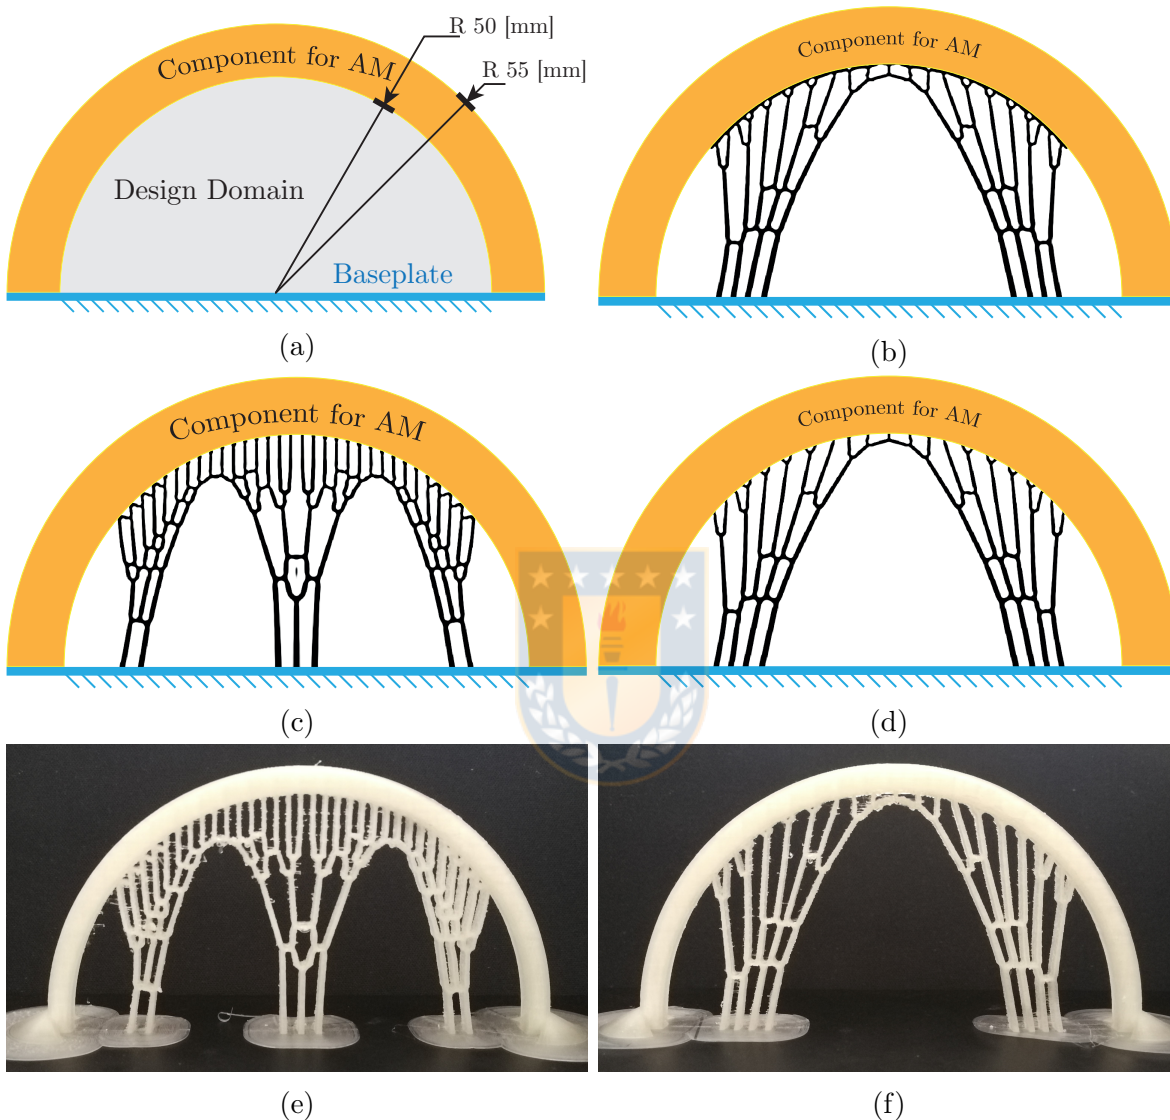 R 50 [mm]
Component for AM
R 55 [mm]
Design Domain
Baseplate
(a)
Component for AM
(b)
Component for AM
(c)
Component for AM
(d)
(e)
(f)